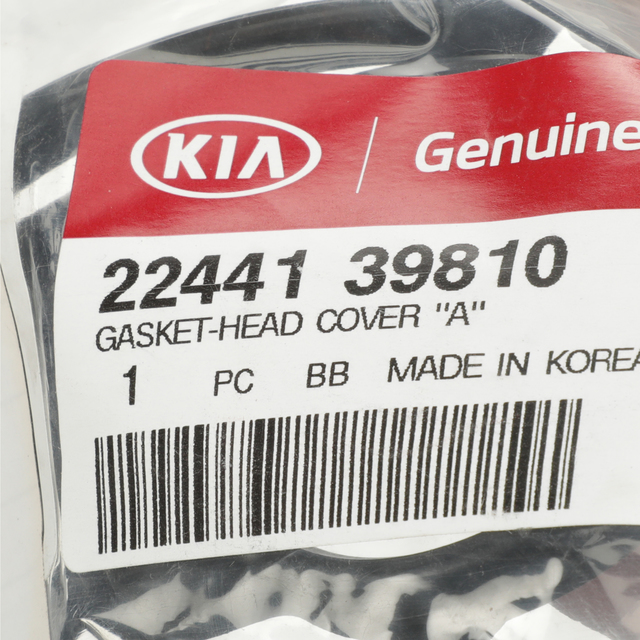 KIA Genuine
22441 39810
GASKET-HEAD COVER "A"
1 PC BB MADE IN KOREA